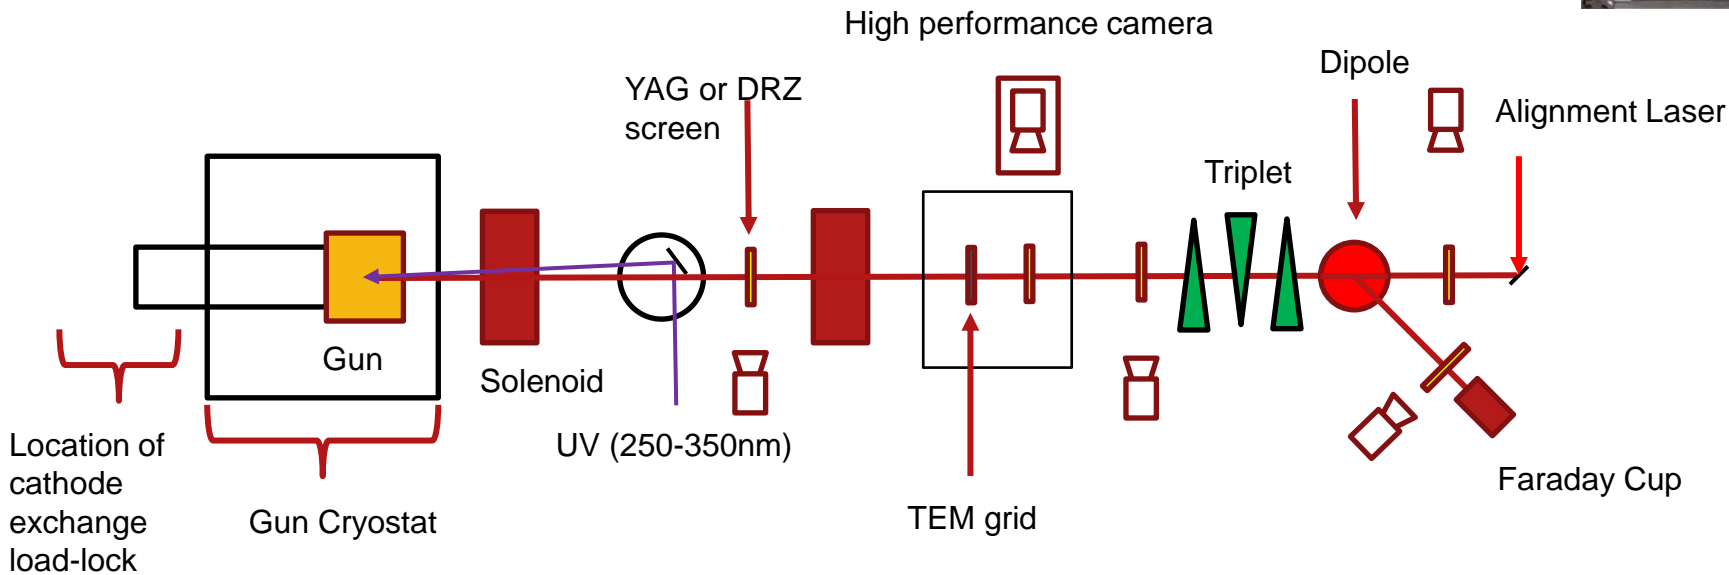 High performance camera
YAG or DRZ
screen
Dipole
Alignment Laser
Triplet
Gun
Solenoid
UV (250-350nm)
Location of
cathode
exchange
load-lock
Gun Cryostat
TEM grid
Faraday Cup